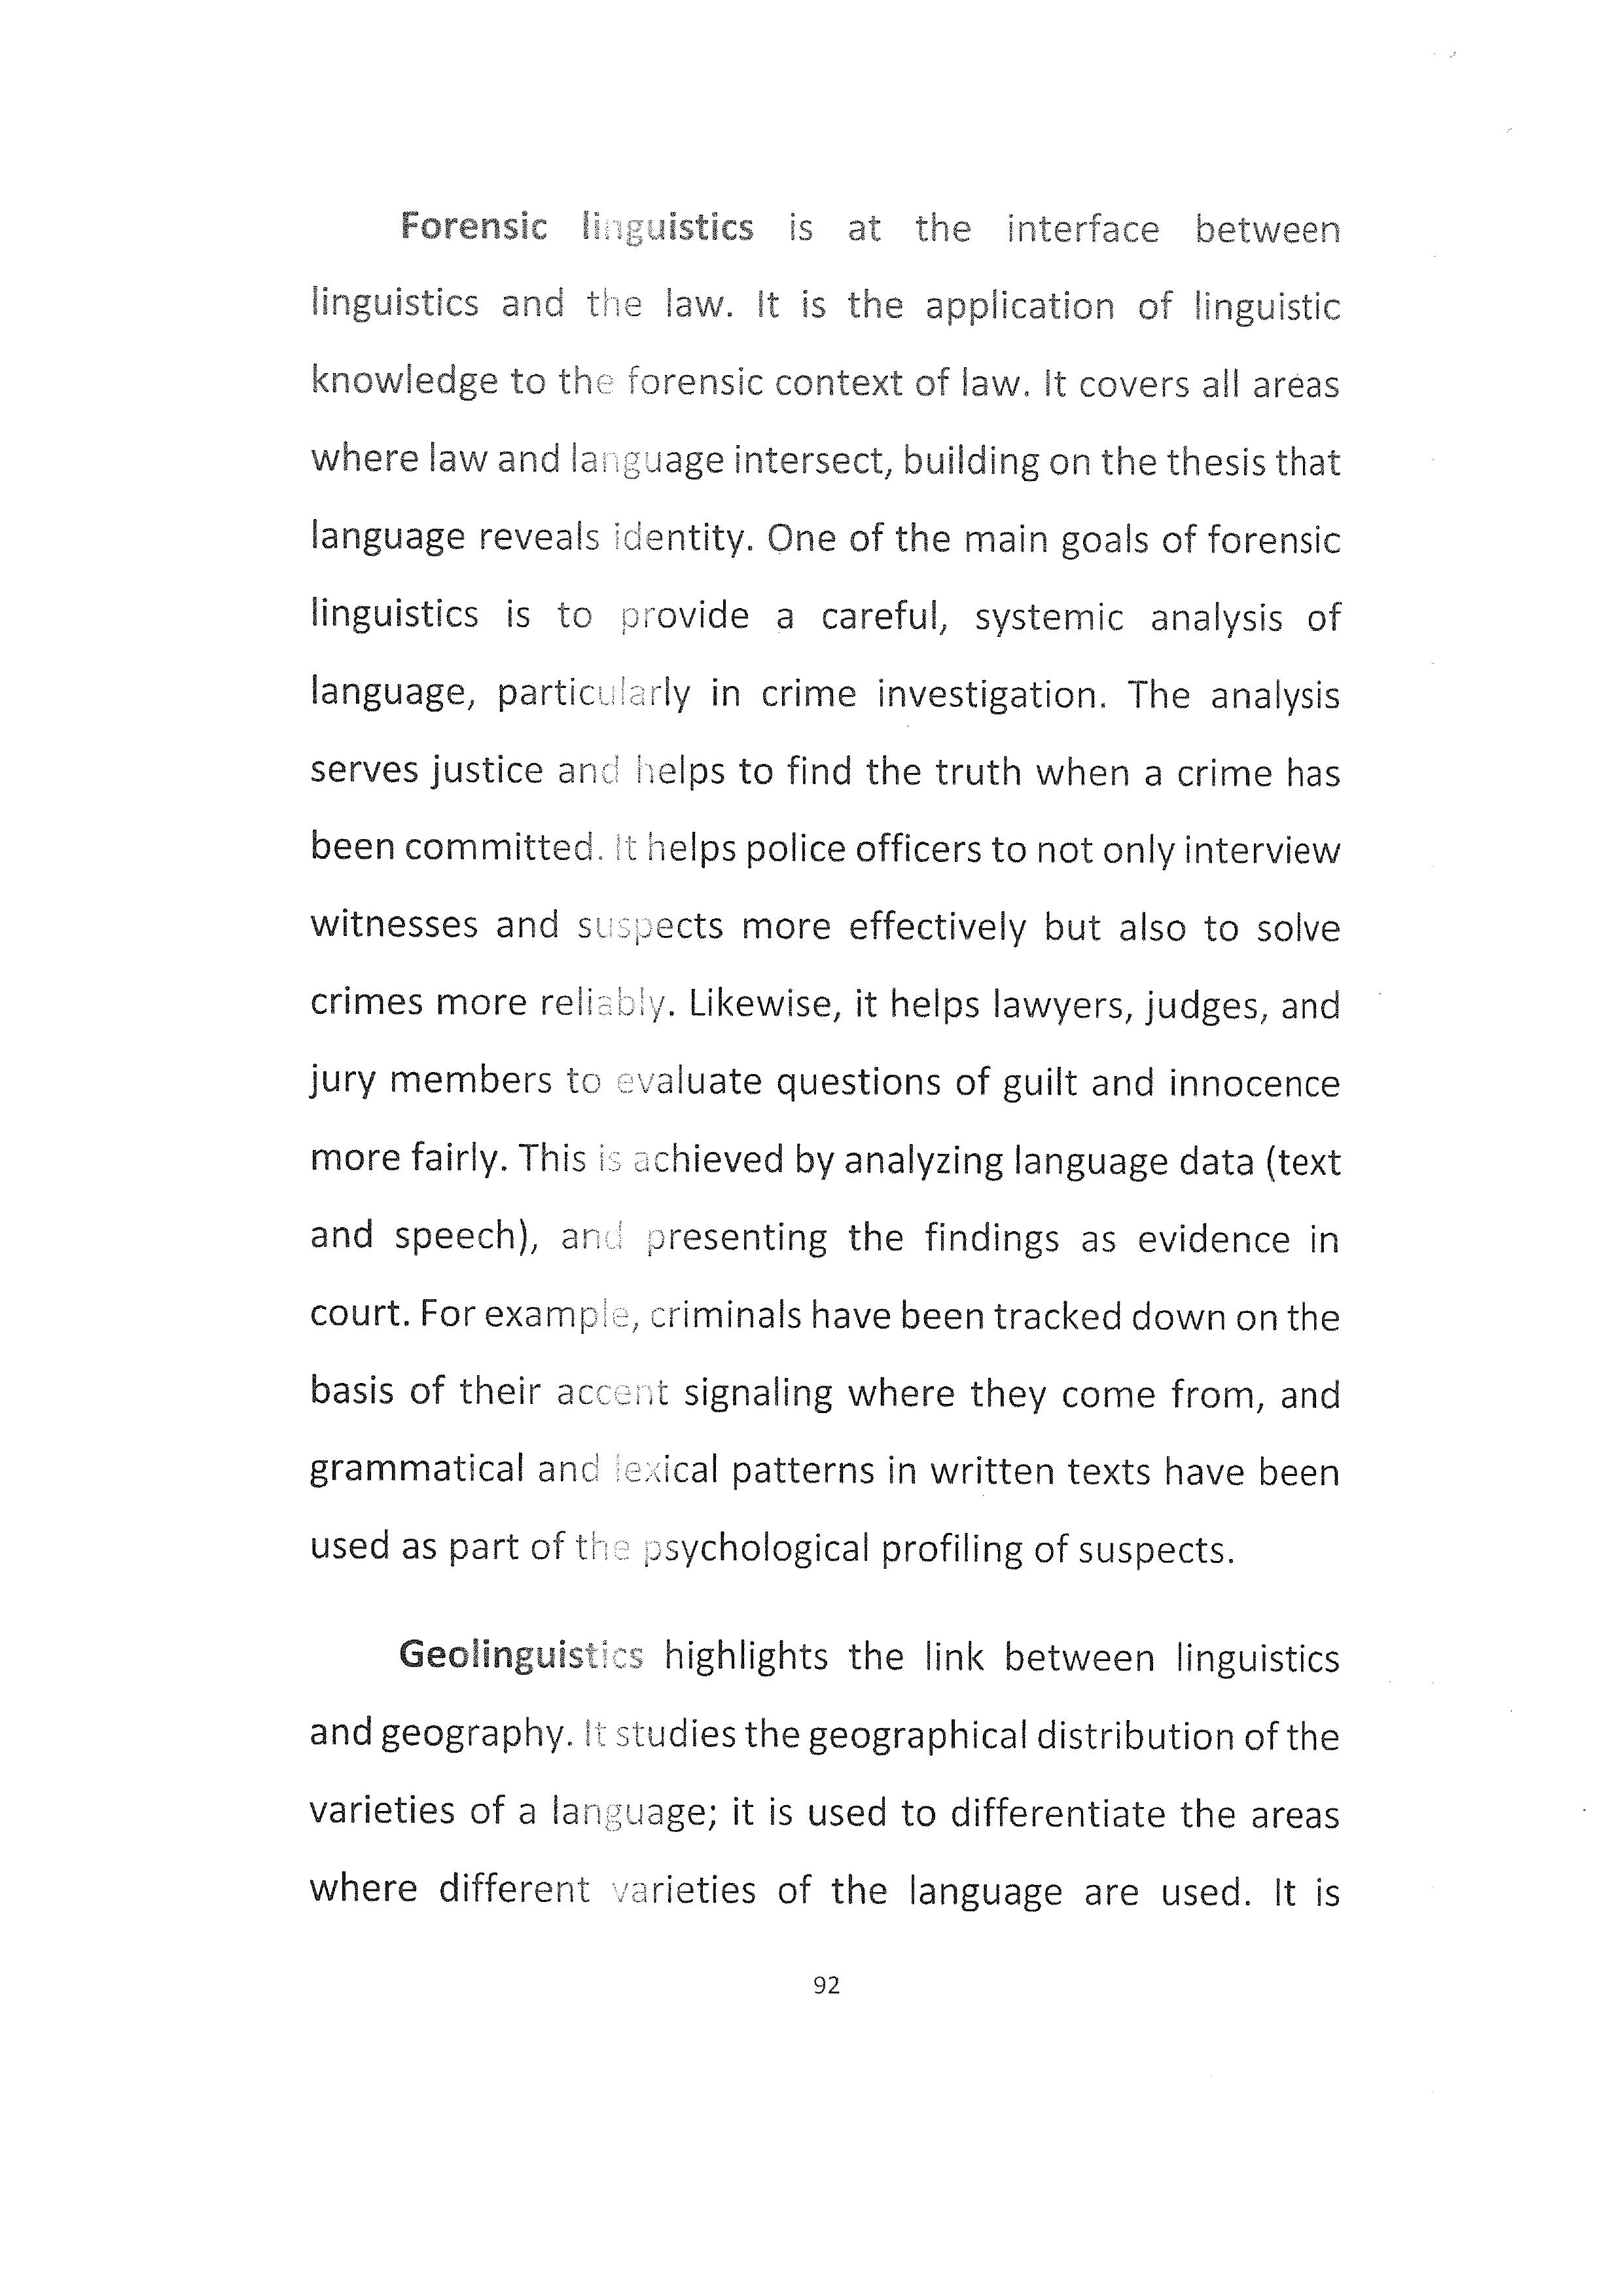 Forensic linguistics is at the interface between
linguistics and the law. It is the application of linguistic
knowledge to the forensic context of law. It covers all areas
where law and language intersect, building on the thesis that
language reveals identity. One of the main goals of forensic
linguistics is to provide a careful, systemic analysis of
language, particularly in crime investigation. The analysis
serves justice and helps to find the truth when a crime has
been committed. It helps police officers to not only interview
witnesses and suspects more effectively but also to solve
crimes more reliably. Likewise, it helps lawyers, judges, and
jury members to evaluate questions of guilt and innocence
more fairly. This is achieved by analyzing language data (text
and speech), and presenting the findings as evidence in
court. For example, criminals have been tracked down on the
basis of their accent signaling where they come from, and
grammatical and lexical patterns in written texts have been
used as part of the psychological profiling of suspects.
Geolinguistics highlights the link between linguistics
and geography. It studies the geographical distribution of the
varieties of a language; it is used to differentiate the areas
where different varieties of the language are used. It is
92